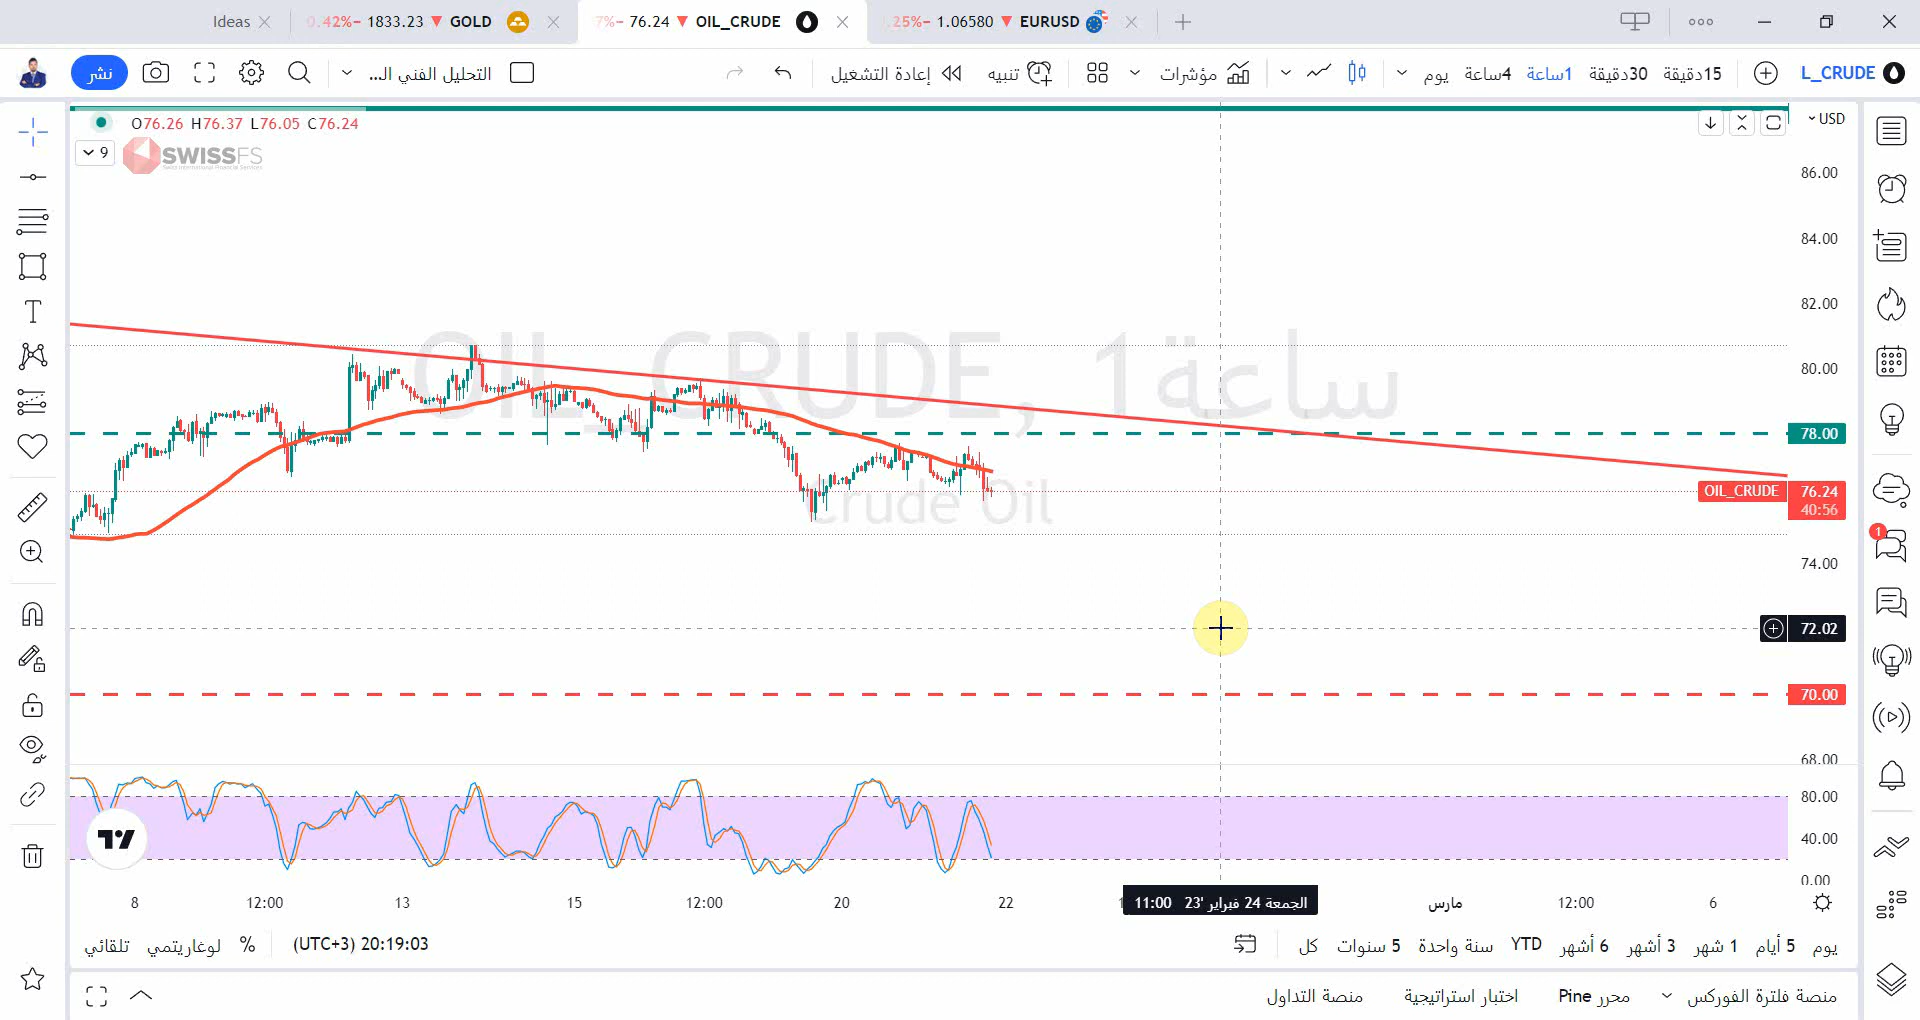 Ideas
0.42%− 1833.23 ▼ GOLD
7%− 76.24 ▼ OIL_CRUDE
.25%− 1.06580 ▼ EURUSD
نشر
التحليل الفني الـ...
إعادة التشغيل
تنبيه
مؤشرات
يوم
4ساعة
1ساعة
30دقيقة
15دقيقة
L_CRUDE
O76.26 H76.37 L76.05 C76.24
9
SWISSFS
Swiss International Financial Services
USD
86.00
84.00
82.00
80.00
78.00
OIL_CRUDE 76.24
40:56
74.00
72.02
70.00
68.00
OIL_CRUDE, 1ساعة
Crude Oil
80.00
40.00
0.00
8
12:00
13
15
12:00
20
22
الجمعة 24 فبراير '23 11:00
مارس
12:00
6
تلقائي
لوغاريتمي
%
20:19:03 (UTC+3)
كل
5 سنوات
سنة واحدة
YTD
6 أشهر
3 أشهر
1 شهر
5 أيام
يوم
منصة فلترة الفوركس
محرر Pine
اختبار استراتيجية
منصة التداول
1